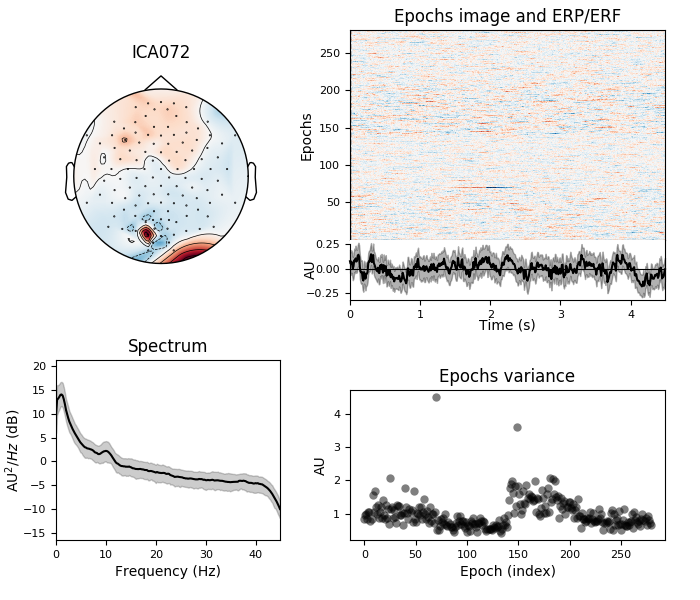 ICA072
Epochs image and ERP/ERF
Epochs
250
200
150
100
50
AU
0.25
0.00
−0.25
0 1 2 3 4
Time (s)
Spectrum
AU²/Hz (dB)
20
15
10
5
0
−5
−10
−15
0 10 20 30 40
Frequency (Hz)
Epochs variance
AU
4
3
2
1
0 50 100 150 200 250
Epoch (index)